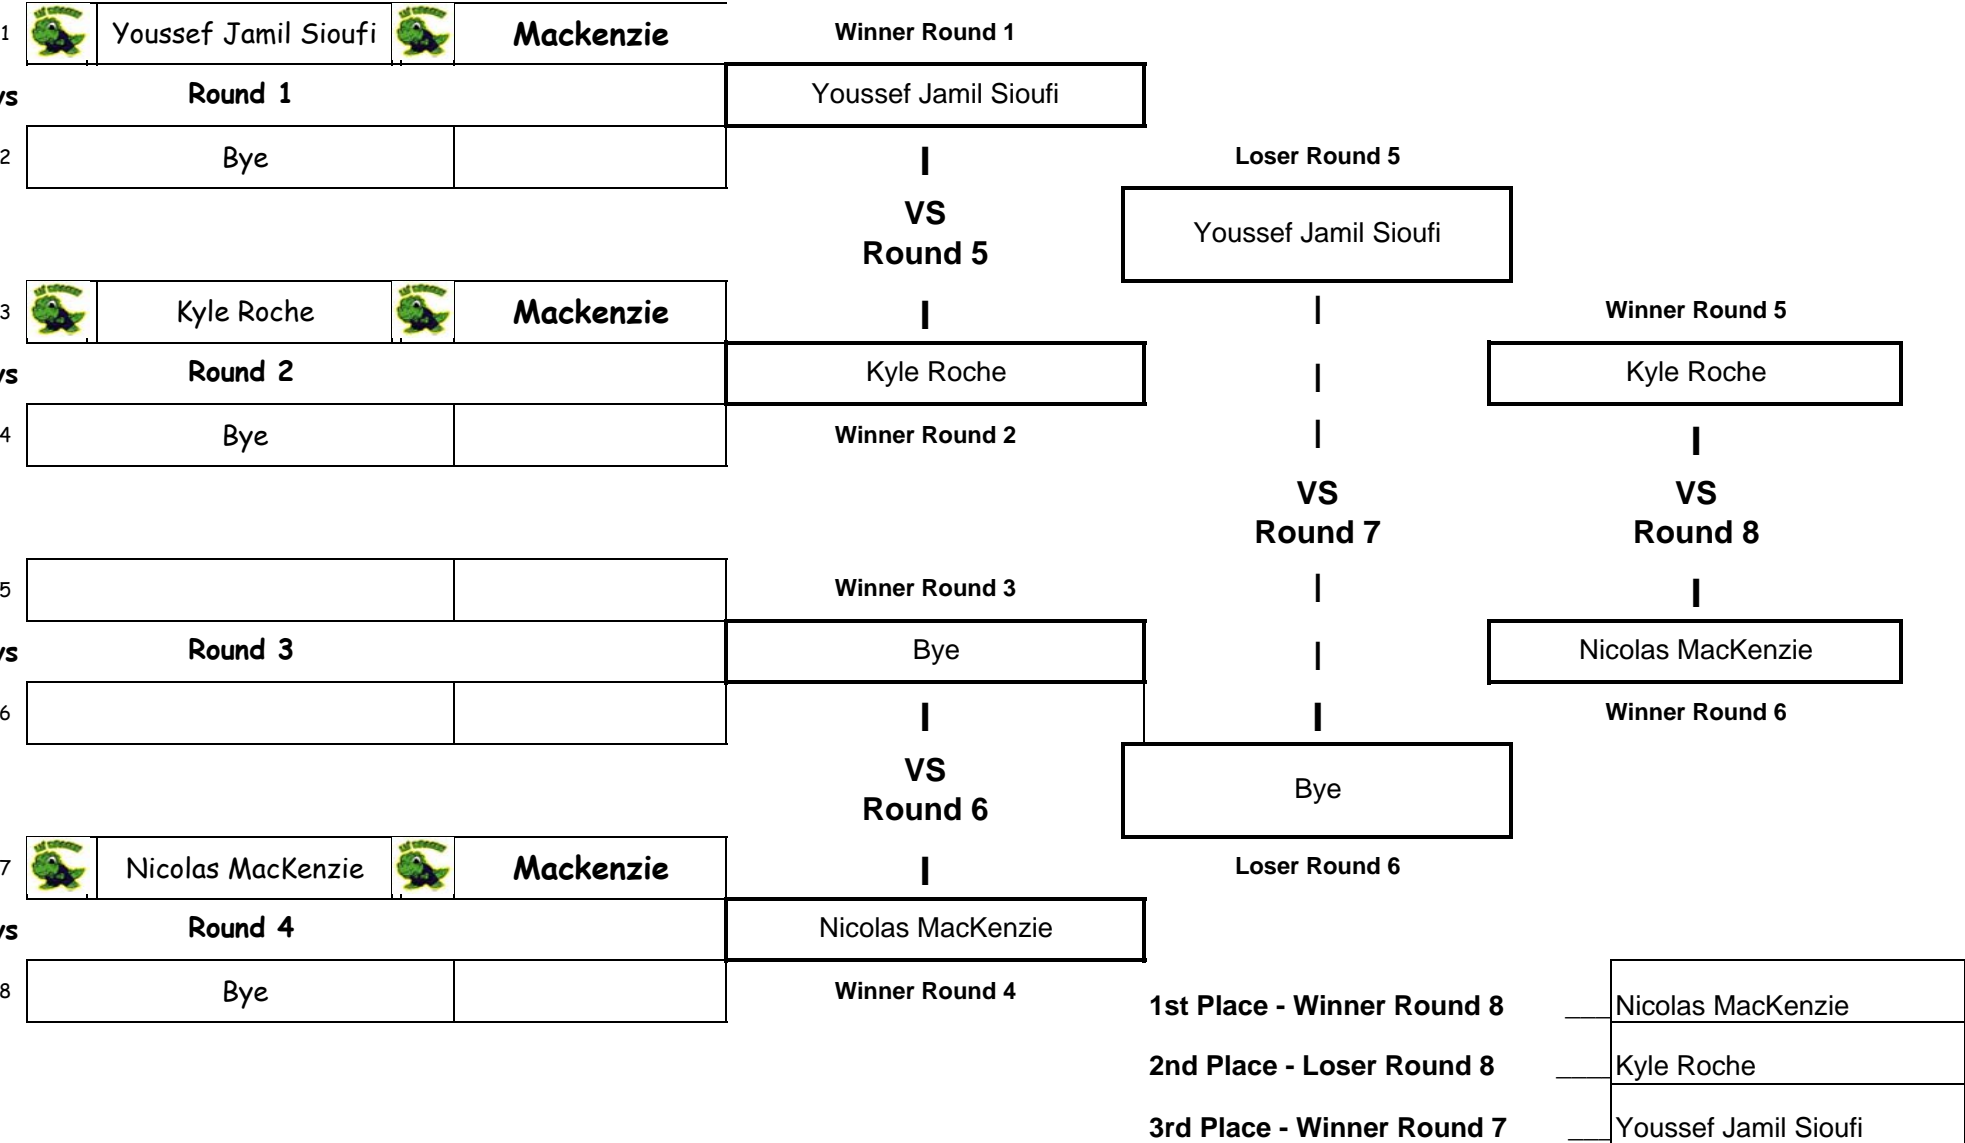 1 Youssef Jamil Sioufi Mackenzie Winner Round 1
vs Round 1 Youssef Jamil Sioufi
2 Bye I Loser Round 5
VS Youssef Jamil Sioufi
Round 5
3 Kyle Roche Mackenzie I | Winner Round 5
vs Round 2 Kyle Roche | Kyle Roche
4 Bye Winner Round 2 | I
VS VS
Round 7 Round 8
5 Winner Round 3 | I
vs Round 3 Bye | Nicolas MacKenzie
6 I I Winner Round 6
VS Bye
Round 6
7 Nicolas MacKenzie Mackenzie I Loser Round 6
vs Round 4 Nicolas MacKenzie
8 Bye Winner Round 4
1st Place - Winner Round 8 ___ Nicolas MacKenzie
2nd Place - Loser Round 8 ____ Kyle Roche
3rd Place - Winner Round 7 ___ Youssef Jamil Sioufi